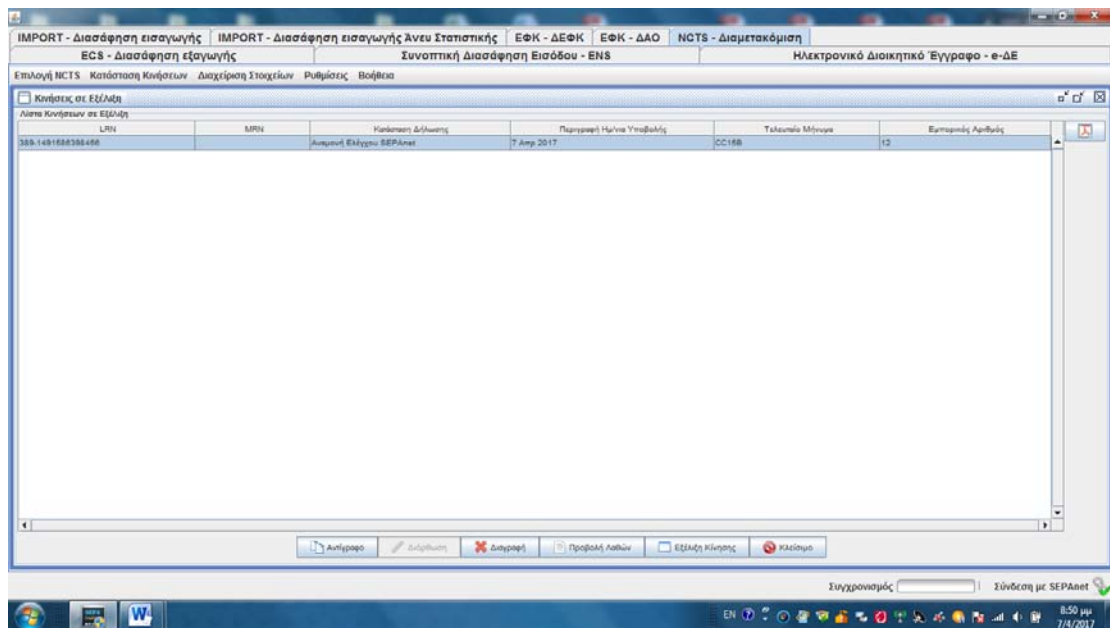 IMPORT - Διασάφηση εισαγωγής IMPORT - Διασάφηση εισαγωγής Άνευ Στατιστικής ΕΦΚ - ΔΕΦΚ ΕΦΚ - ΔΑΟ NCTS - Διαμετακόμιση
ECS - Διασάφηση εξαγωγής Συνοπτική Διασάφηση Εισόδου - ENS Ηλεκτρονικό Διοικητικό Έγγραφο - e-ΔΕ
Επιλογή NCTS Κατάσταση Κινήσεων Διαχείριση Στοιχείων Ρυθμίσεις Βοήθεια
Κινήσεις σε Εξέλιξη
Λίστα Κινήσεων σε Εξέλιξη
LRN MRN Κατάσταση Δήλωσης Περιγραφή Ημ/νια Υποβολής Τελευταίο Μήνυμα Εμπορικός Αριθμός
389-1491586398466 Αναμονή Ελέγχου SEPAnet 7 Απρ 2017 CC15B 12
Αντίγραφο Διόρθωση Διαγραφή Προβολή Λαθών Εξέλιξη Κίνησης Κλείσιμο
Συγχρονισμός Σύνδεση με SEPAnet
EN 8:50 μμ
7/4/2017